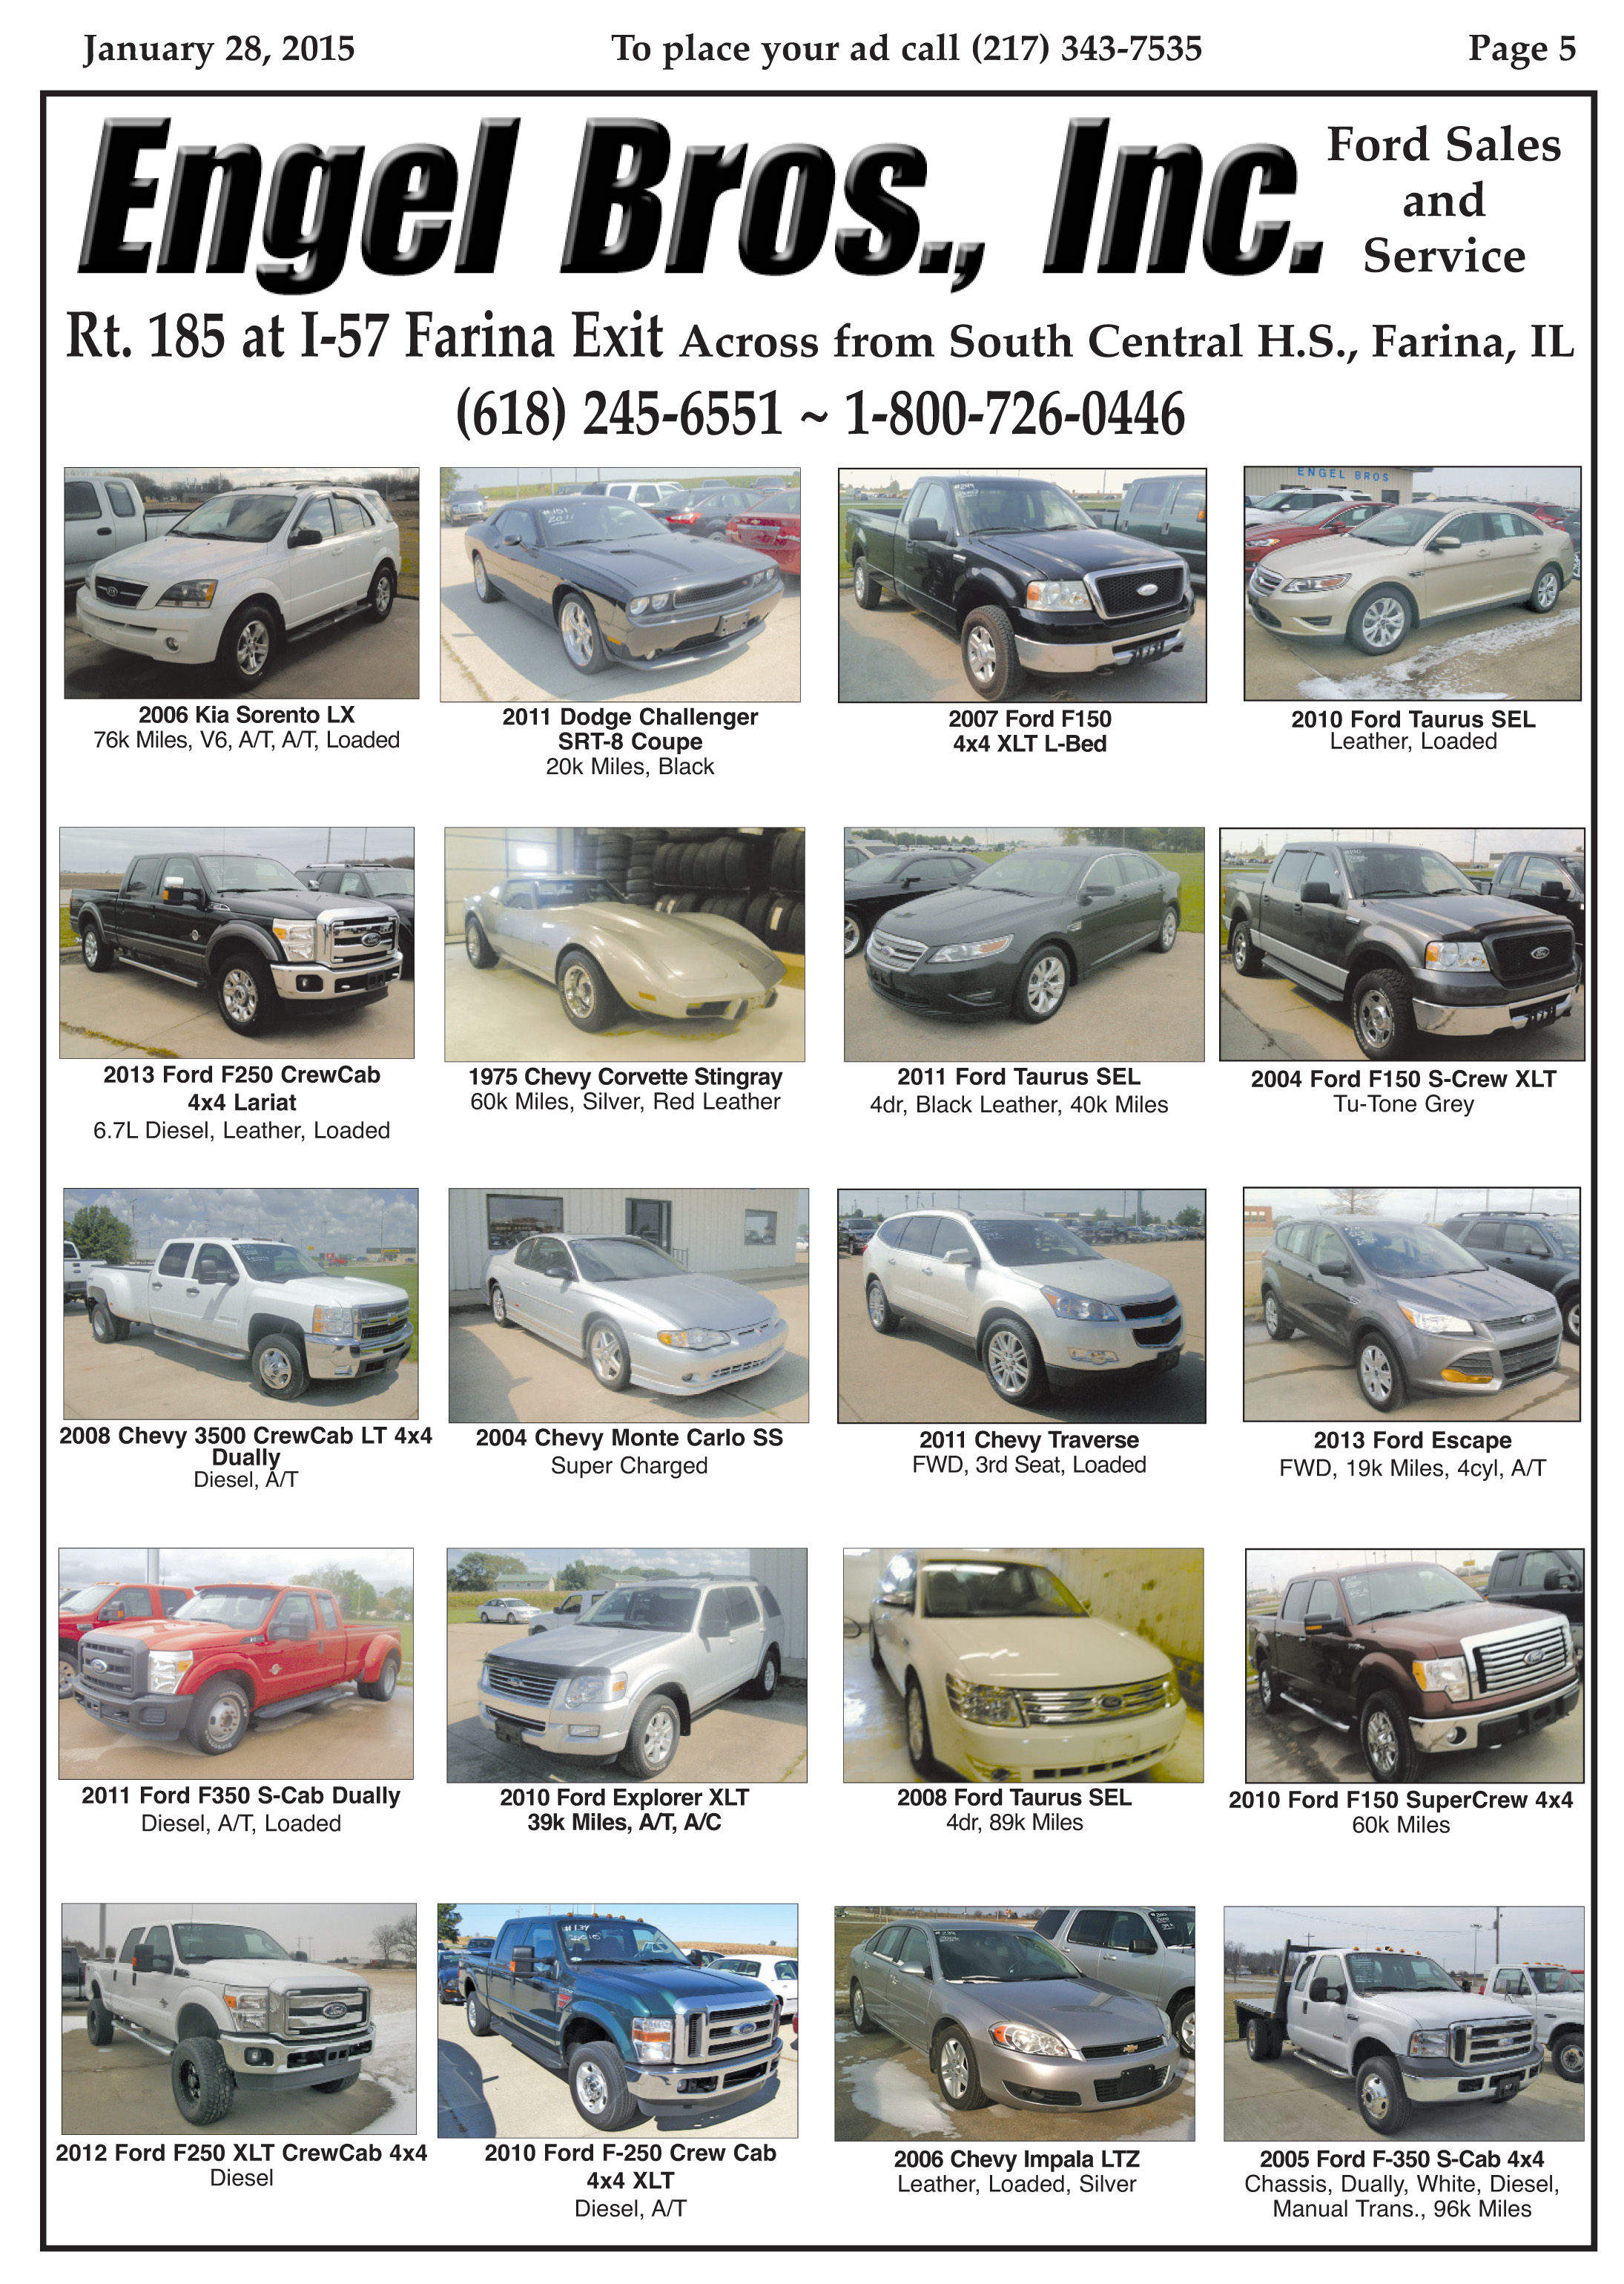 January 28, 2015
To place your ad call (217) 343-7535
Page 5
Engel Bros., Inc.
Ford Sales
and
Service
Rt. 185 at I-57 Farina Exit Across from South Central H.S., Farina, IL
(618) 245-6551 ~ 1-800-726-0446
ENGEL BROS
2006 Kia Sorento LX
76k Miles, V6, A/T, A/T, Loaded
2011 Dodge Challenger
SRT-8 Coupe
20k Miles, Black
2007 Ford F150
4x4 XLT L-Bed
2010 Ford Taurus SEL
Leather, Loaded
2013 Ford F250 CrewCab
4x4 Lariat
6.7L Diesel, Leather, Loaded
1975 Chevy Corvette Stingray
60k Miles, Silver, Red Leather
2011 Ford Taurus SEL
4dr, Black Leather, 40k Miles
2004 Ford F150 S-Crew XLT
Tu-Tone Grey
2008 Chevy 3500 CrewCab LT 4x4
Dually
Diesel, A/T
2004 Chevy Monte Carlo SS
Super Charged
2011 Chevy Traverse
FWD, 3rd Seat, Loaded
2013 Ford Escape
FWD, 19k Miles, 4cyl, A/T
2011 Ford F350 S-Cab Dually
Diesel, A/T, Loaded
2010 Ford Explorer XLT
39k Miles, A/T, A/C
2008 Ford Taurus SEL
4dr, 89k Miles
2010 Ford F150 SuperCrew 4x4
60k Miles
2012 Ford F250 XLT CrewCab 4x4
Diesel
2010 Ford F-250 Crew Cab
4x4 XLT
Diesel, A/T
2006 Chevy Impala LTZ
Leather, Loaded, Silver
2005 Ford F-350 S-Cab 4x4
Chassis, Dually, White, Diesel,
Manual Trans., 96k Miles